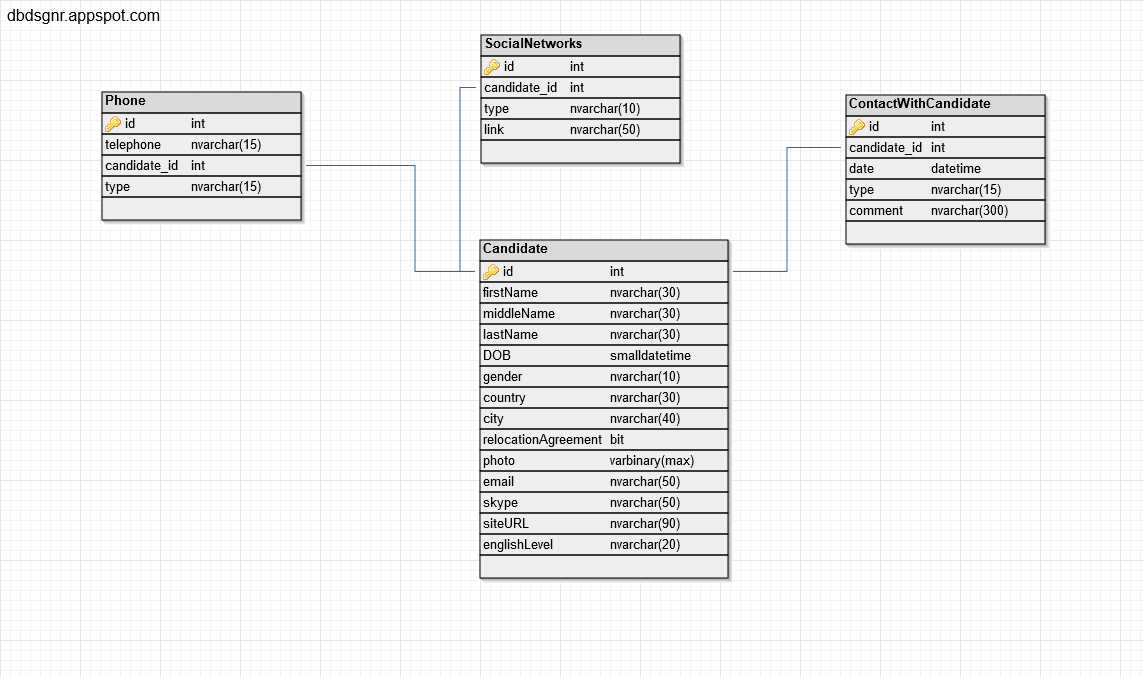 dbdsgnr.appspot.com
SocialNetworks
id int
candidate_id int
type nvarchar(10)
link nvarchar(50)
Phone
id int
telephone nvarchar(15)
candidate_id int
type nvarchar(15)
ContactWithCandidate
id int
candidate_id int
date datetime
type nvarchar(15)
comment nvarchar(300)
Candidate
id int
firstName nvarchar(30)
middleName nvarchar(30)
lastName nvarchar(30)
DOB smalldatetime
gender nvarchar(10)
country nvarchar(30)
city nvarchar(40)
relocationAgreement bit
photo varbinary(max)
email nvarchar(50)
skype nvarchar(50)
siteURL nvarchar(90)
englishLevel nvarchar(20)